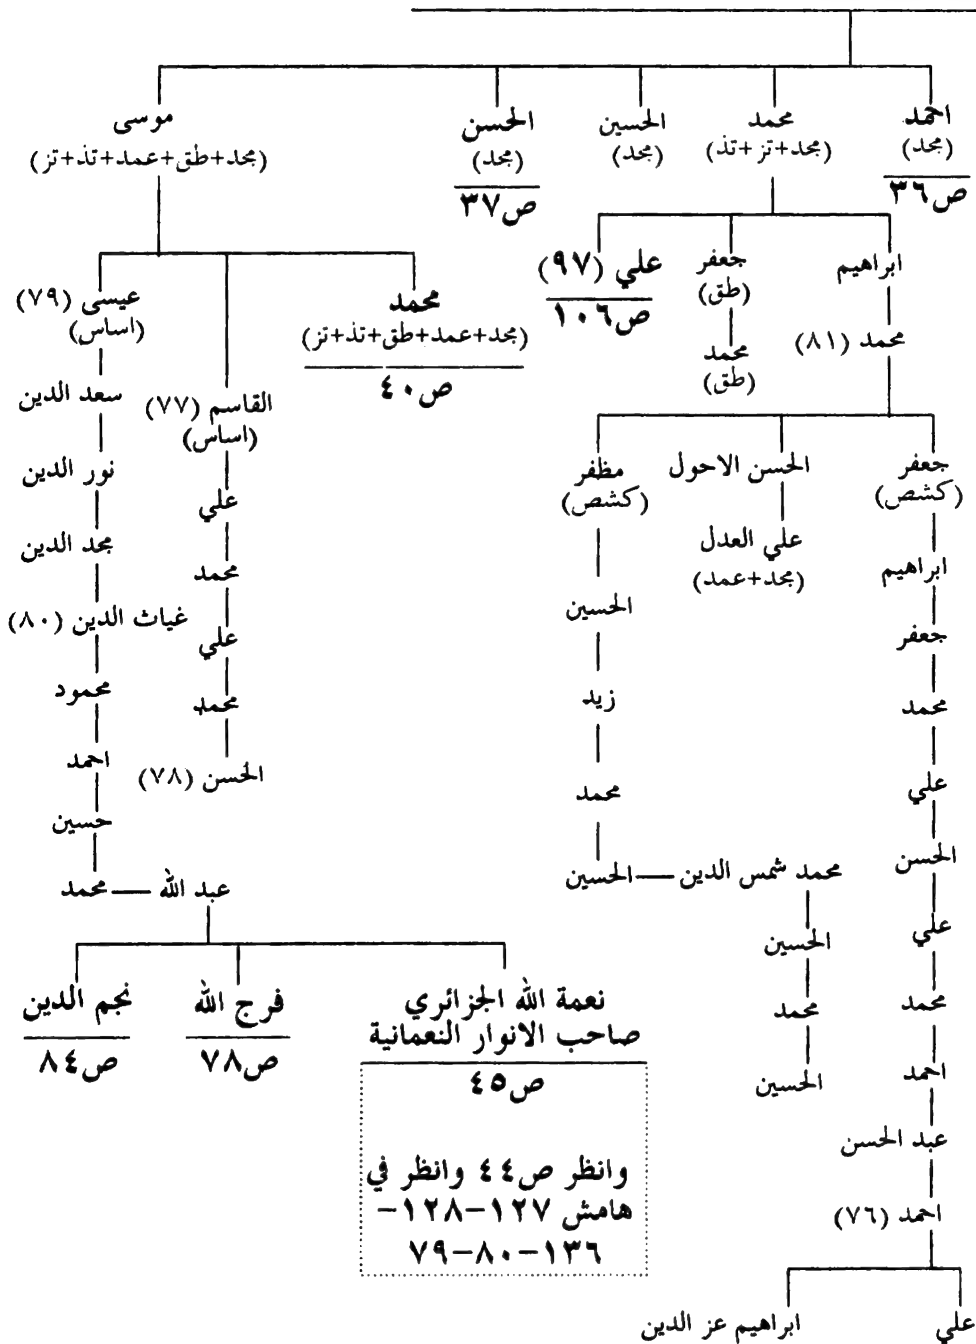 احمد
(مجد)
ص٣٦
محمد
(مجد+تز+تذ)
الحسين
(مجد)
الحسن
(مجد)
ص٣٧
موسى
(مجد+طق+عمد+تذ+تز)
ابراهيم
محمد (٨١)
جعفر
(طق)
محمد
(طق)
علي (٩٧)
ص١٠٦
جعفر
(كشص)
ابراهيم
جعفر
محمد
علي
الحسن
علي
محمد
احمد
عبد الحسن
احمد (٧٦)
علي
ابراهيم عز الدين
الحسن الاحول
علي العدل
(مجد+عمد)
مظفر
(كشص)
الحسين
زيد
محمد
الحسين — محمد شمس الدين
الحسين
محمد
الحسين
محمد
(مجد+عمد+طق+تذ+تز)
ص٤٠
القاسم (٧٧)
(اساس)
علي
محمد
علي
محمد
الحسن (٧٨)
عيسى (٧٩)
(اساس)
سعد الدين
نور الدين
مجد الدين
غياث الدين (٨٠)
محمود
احمد
حسين
محمد — عبد الله
نعمة الله الجزائري
صاحب الانوار النعمانية
ص٤٥
وانظر ص٤٤ وانظر في
هامش ١٢٧-١٢٨-
١٣٦-٨٠-٧٩
فرج الله
ص٧٨
نجم الدين
ص٨٤